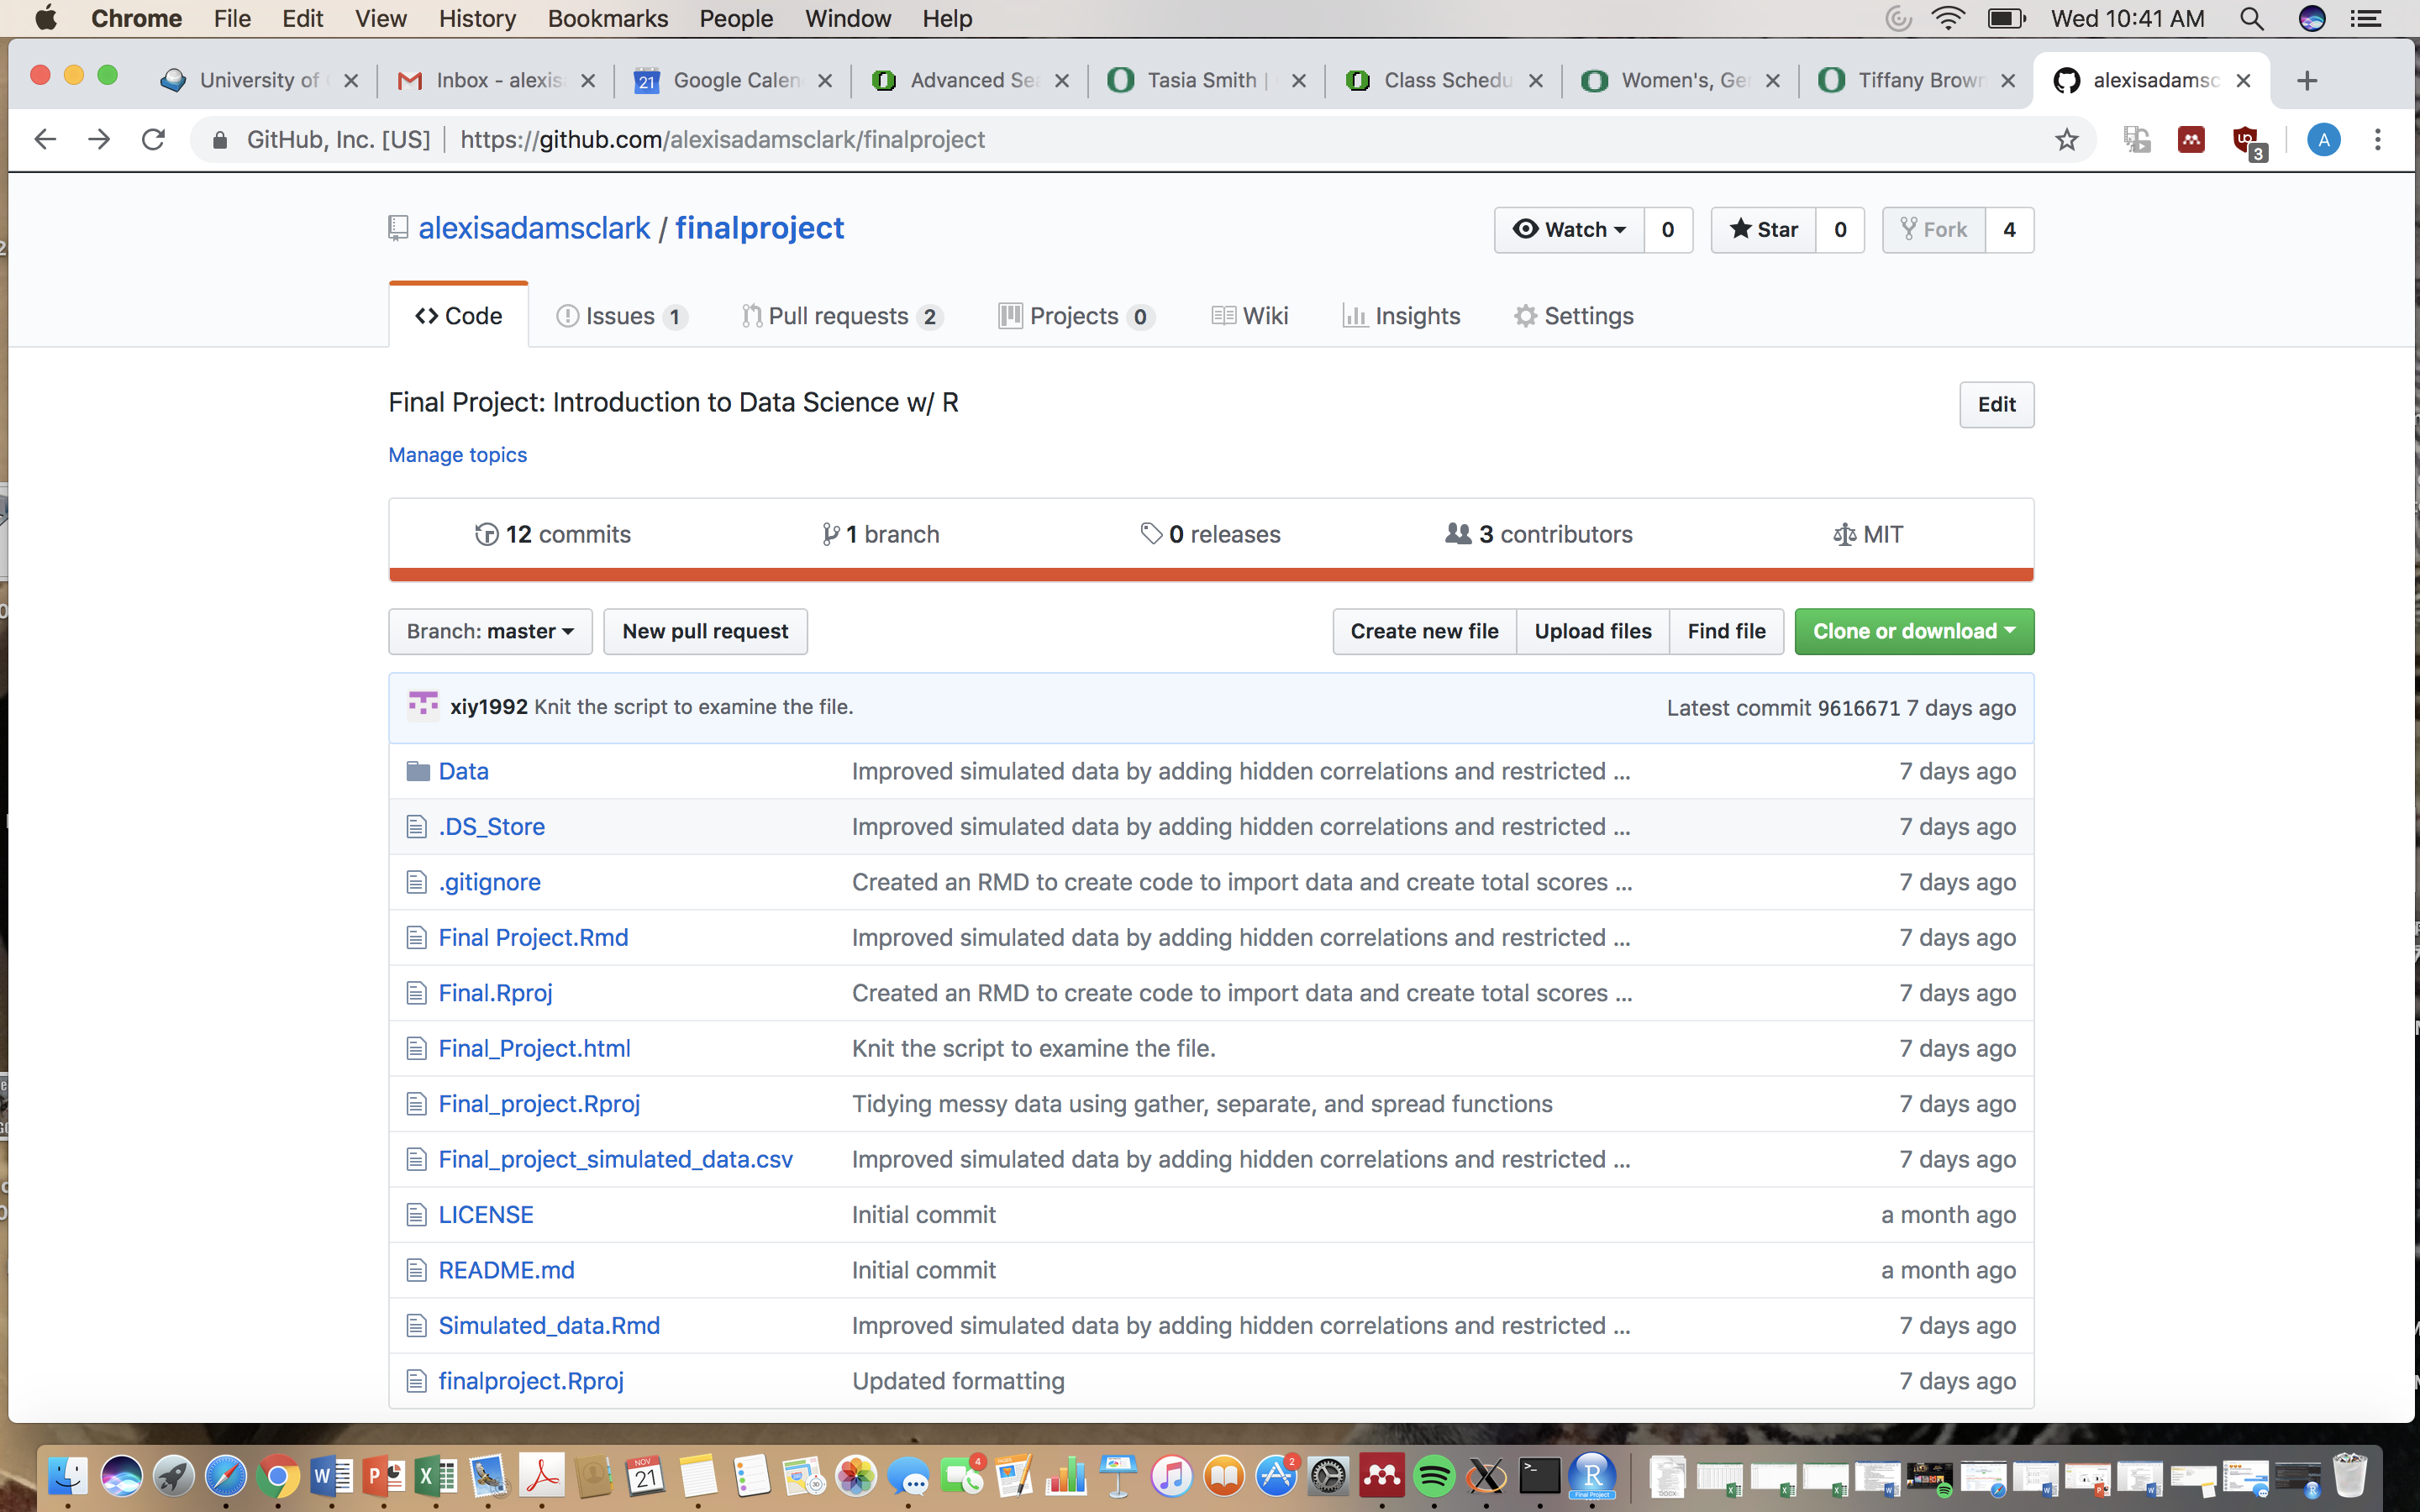 Chrome File Edit View History Bookmarks People Window Help Wed 10:41 AM
University of Inbox - alexis Google Calen Advanced Se Tasia Smith | Class Schedu Women's, Ge Tiffany Brown alexisadamsc
GitHub, Inc. [US] https://github.com/alexisadamsclark/finalproject
alexisadamsclark / finalproject
Watch 0 Star 0 Fork 4
Code Issues 1 Pull requests 2 Projects 0 Wiki Insights Settings
Final Project: Introduction to Data Science w/ R
Edit
Manage topics
12 commits 1 branch 0 releases 3 contributors MIT
Branch: master New pull request Create new file Upload files Find file Clone or download
xiy1992 Knit the script to examine the file. Latest commit 9616671 7 days ago
Data Improved simulated data by adding hidden correlations and restricted ... 7 days ago
.DS_Store Improved simulated data by adding hidden correlations and restricted ... 7 days ago
.gitignore Created an RMD to create code to import data and create total scores ... 7 days ago
Final Project.Rmd Improved simulated data by adding hidden correlations and restricted ... 7 days ago
Final.Rproj Created an RMD to create code to import data and create total scores ... 7 days ago
Final_Project.html Knit the script to examine the file. 7 days ago
Final_project.Rproj Tidying messy data using gather, separate, and spread functions 7 days ago
Final_project_simulated_data.csv Improved simulated data by adding hidden correlations and restricted ... 7 days ago
LICENSE Initial commit a month ago
README.md Initial commit a month ago
Simulated_data.Rmd Improved simulated data by adding hidden correlations and restricted ... 7 days ago
finalproject.Rproj Updated formatting 7 days ago
NOV
21
Final Project